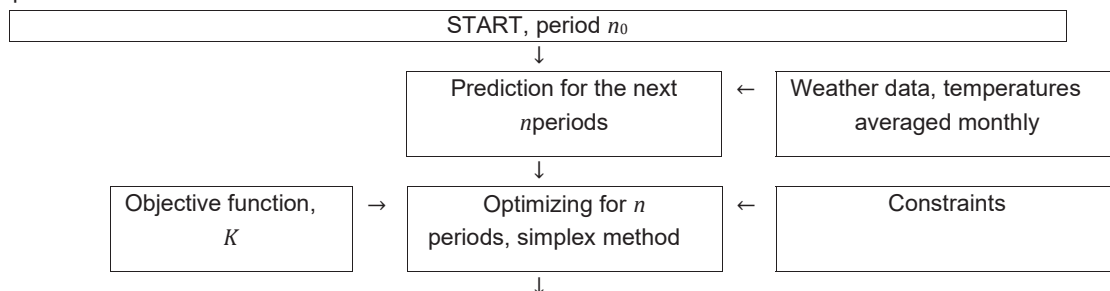 START, period n₀
↓
Prediction for the next
nperiods
←
Weather data, temperatures
averaged monthly
↓
Objective function,
K
→
Optimizing for n
periods, simplex method
←
Constraints
↓